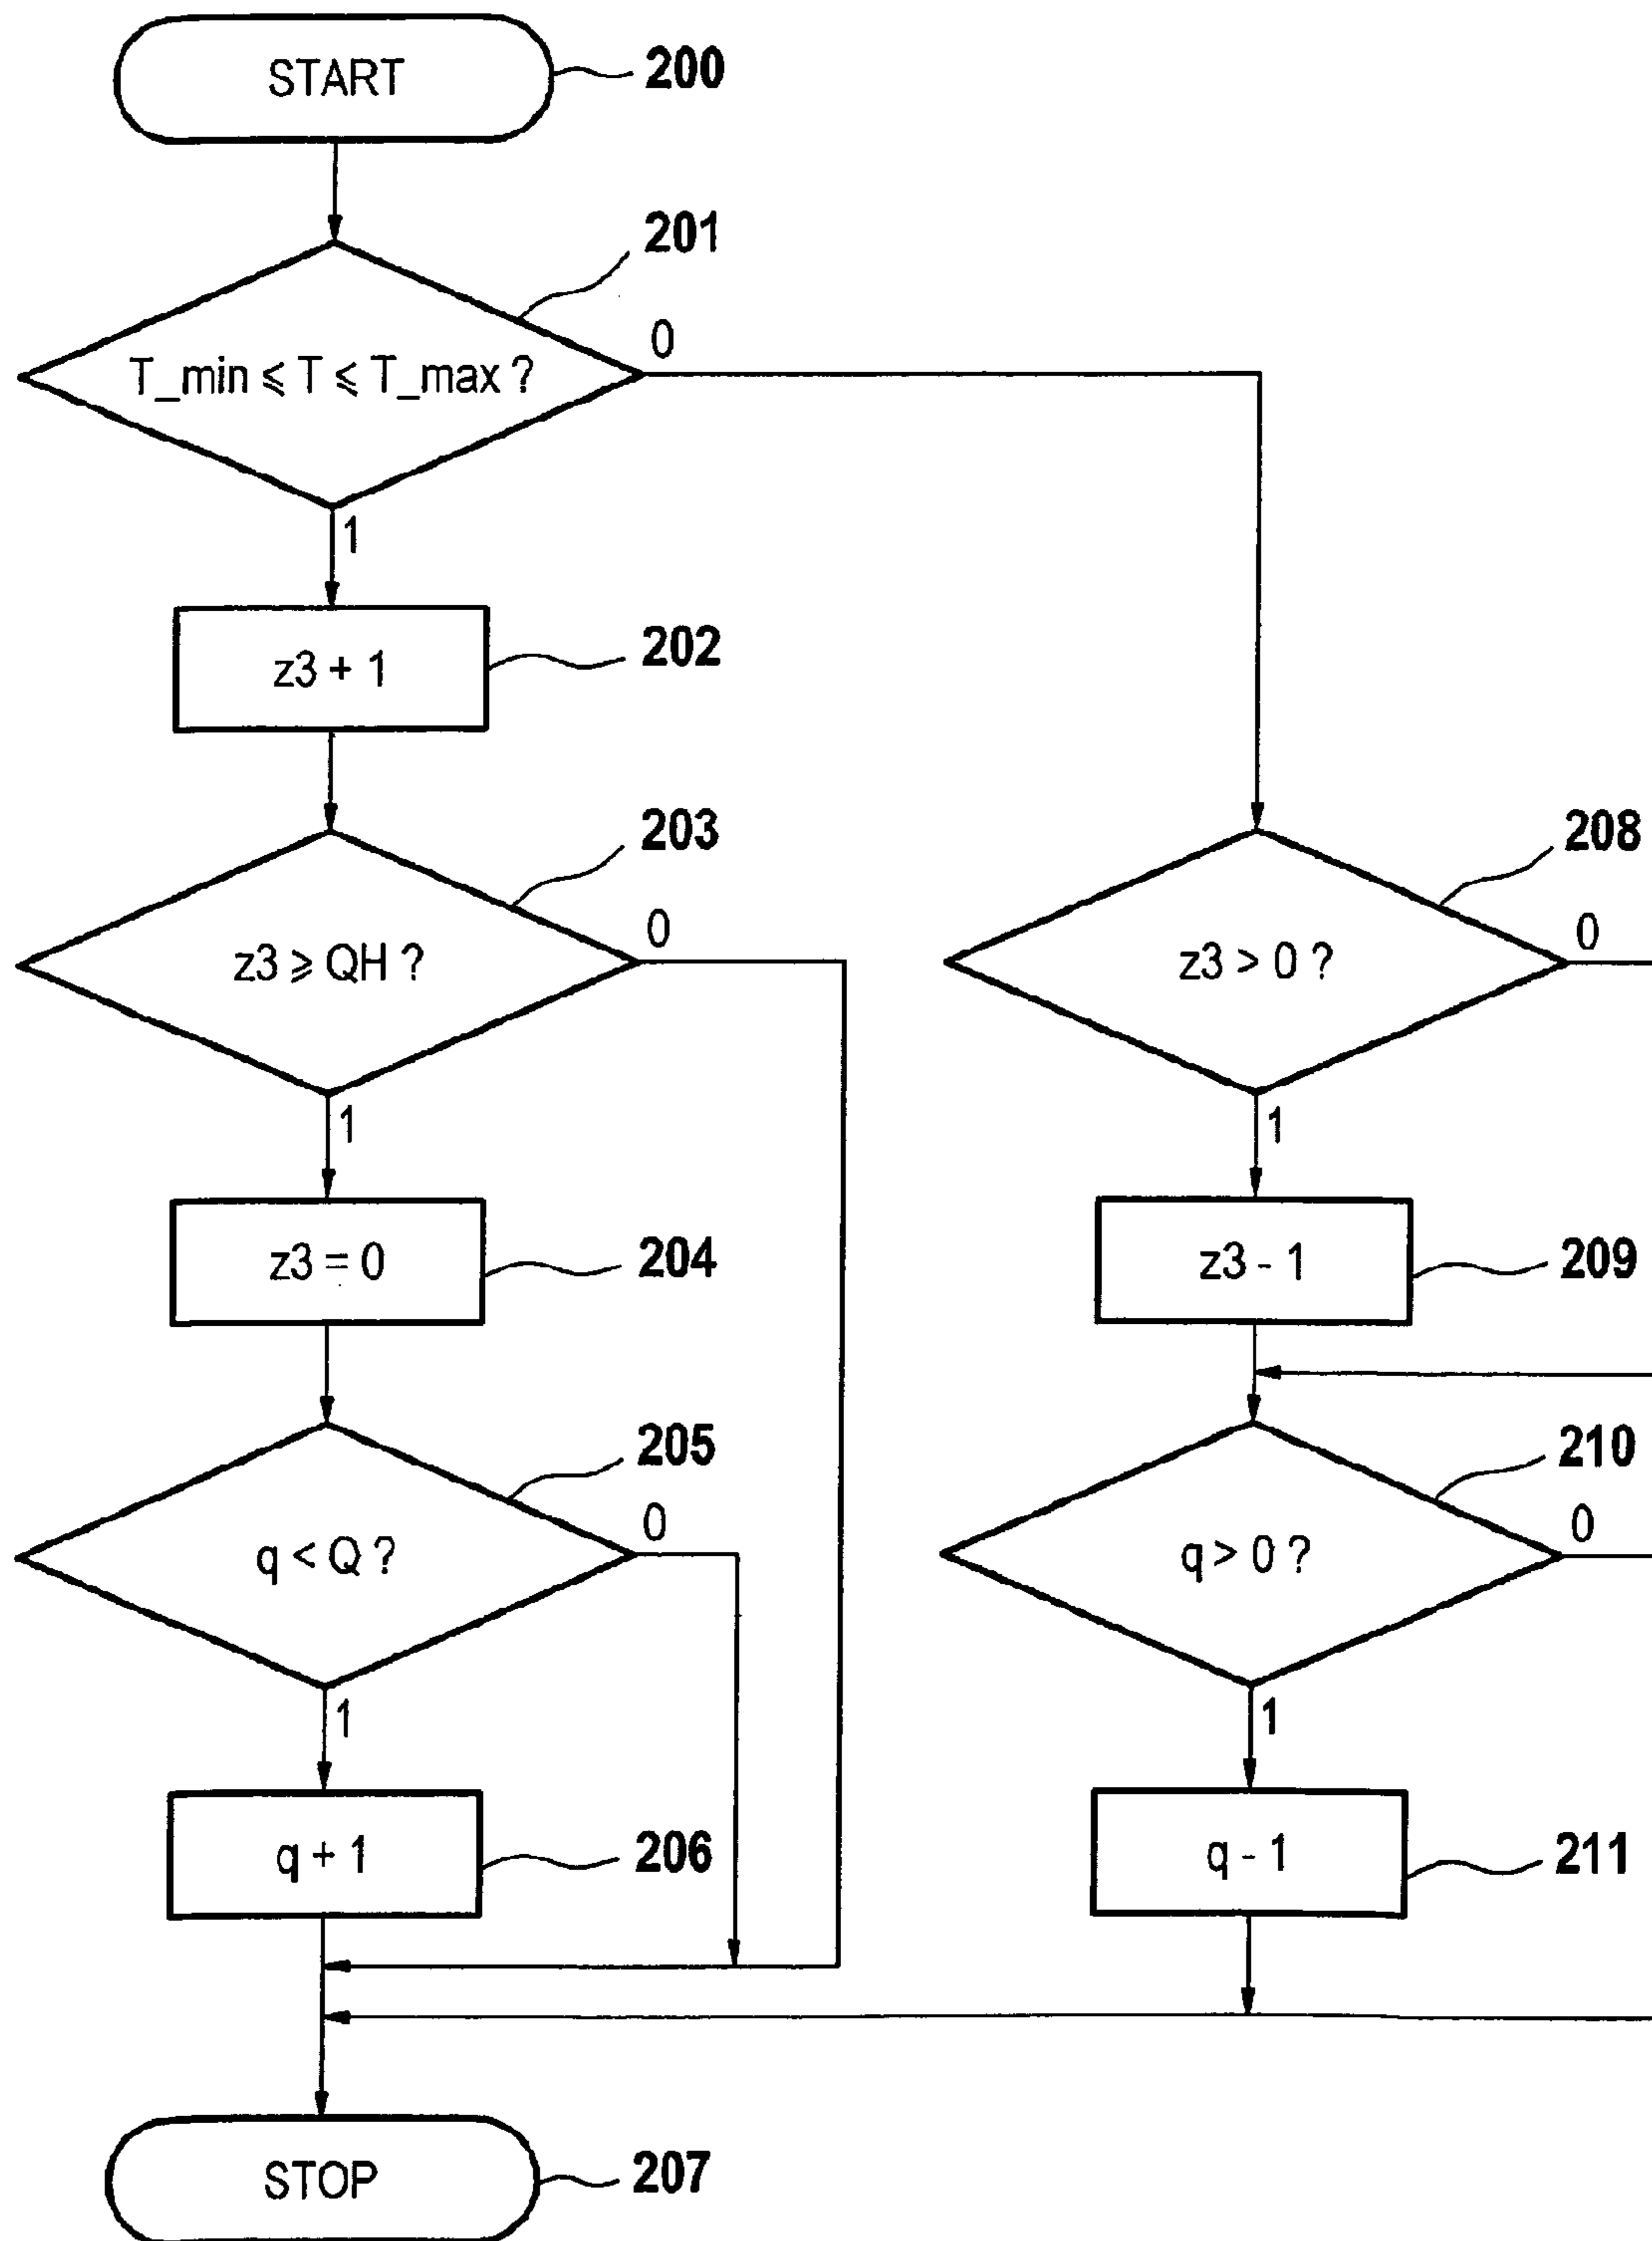 START
200
201
T_min ⩽ T ⩽ T_max ?
0
1
z3 + 1
202
203
z3 ⩾ QH ?
0
1
z3 = 0
204
205
q < Q ?
0
1
q + 1
206
STOP
207
208
z3 > 0 ?
0
1
z3 - 1
209
210
q > 0 ?
0
1
q - 1
211